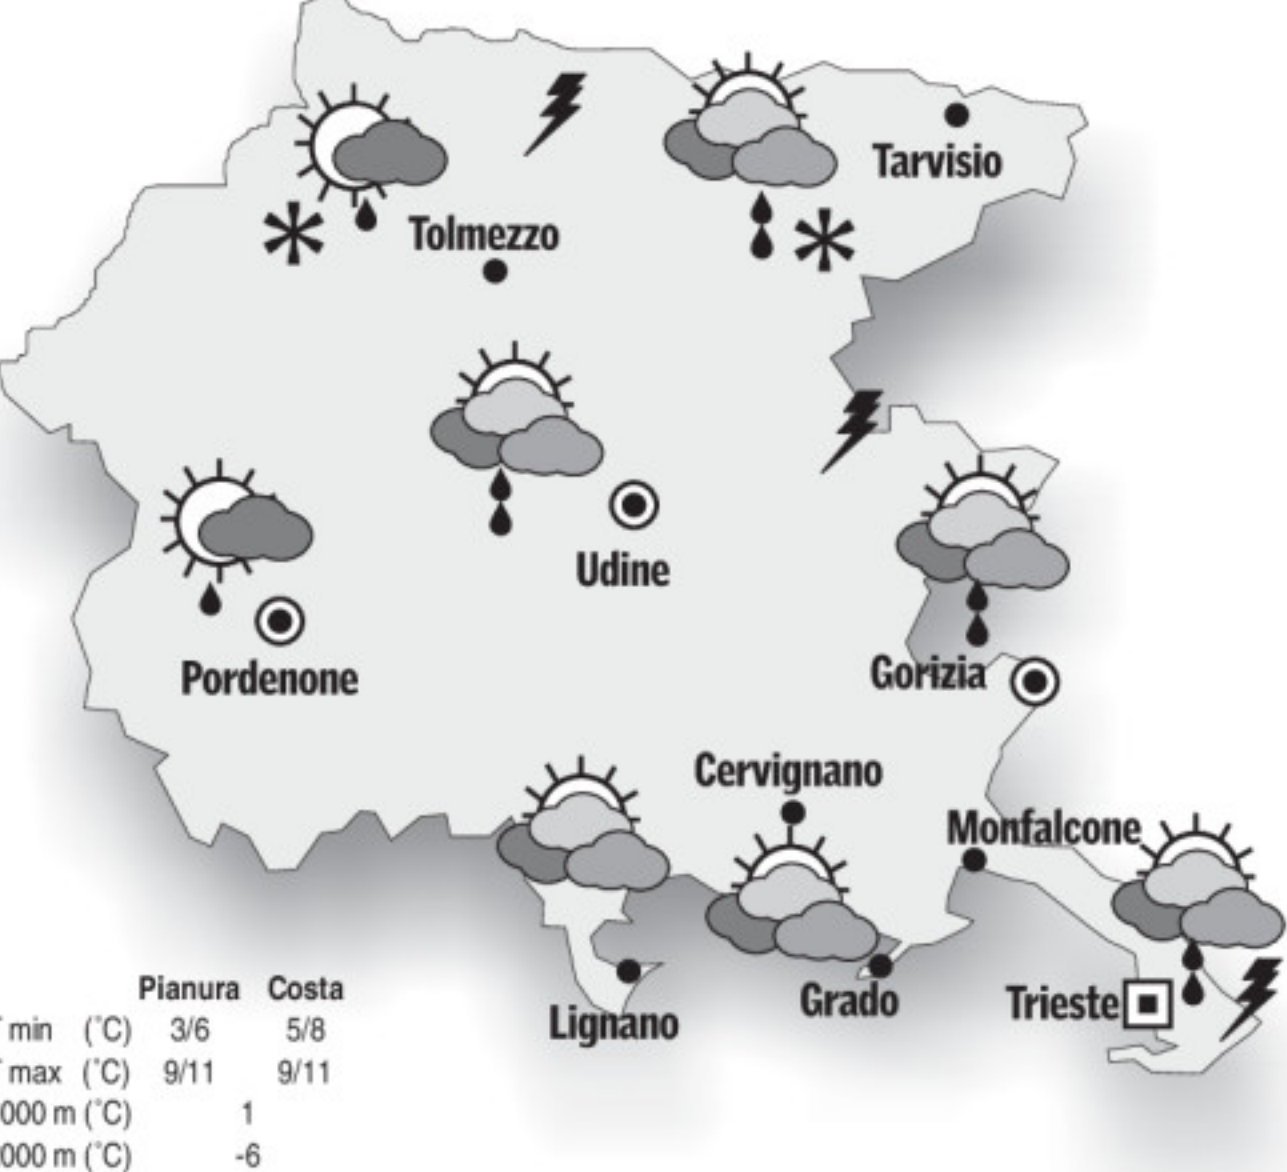 Tarvisio
Tolmezzo
Udine
Pordenone
Gorizia
Cervignano
Monfalcone
Grado
Trieste
Lignano
Pianura Costa
min (°C) 3/6 5/8
max (°C) 9/11 9/11
000 m (°C) 1
000 m (°C) -6